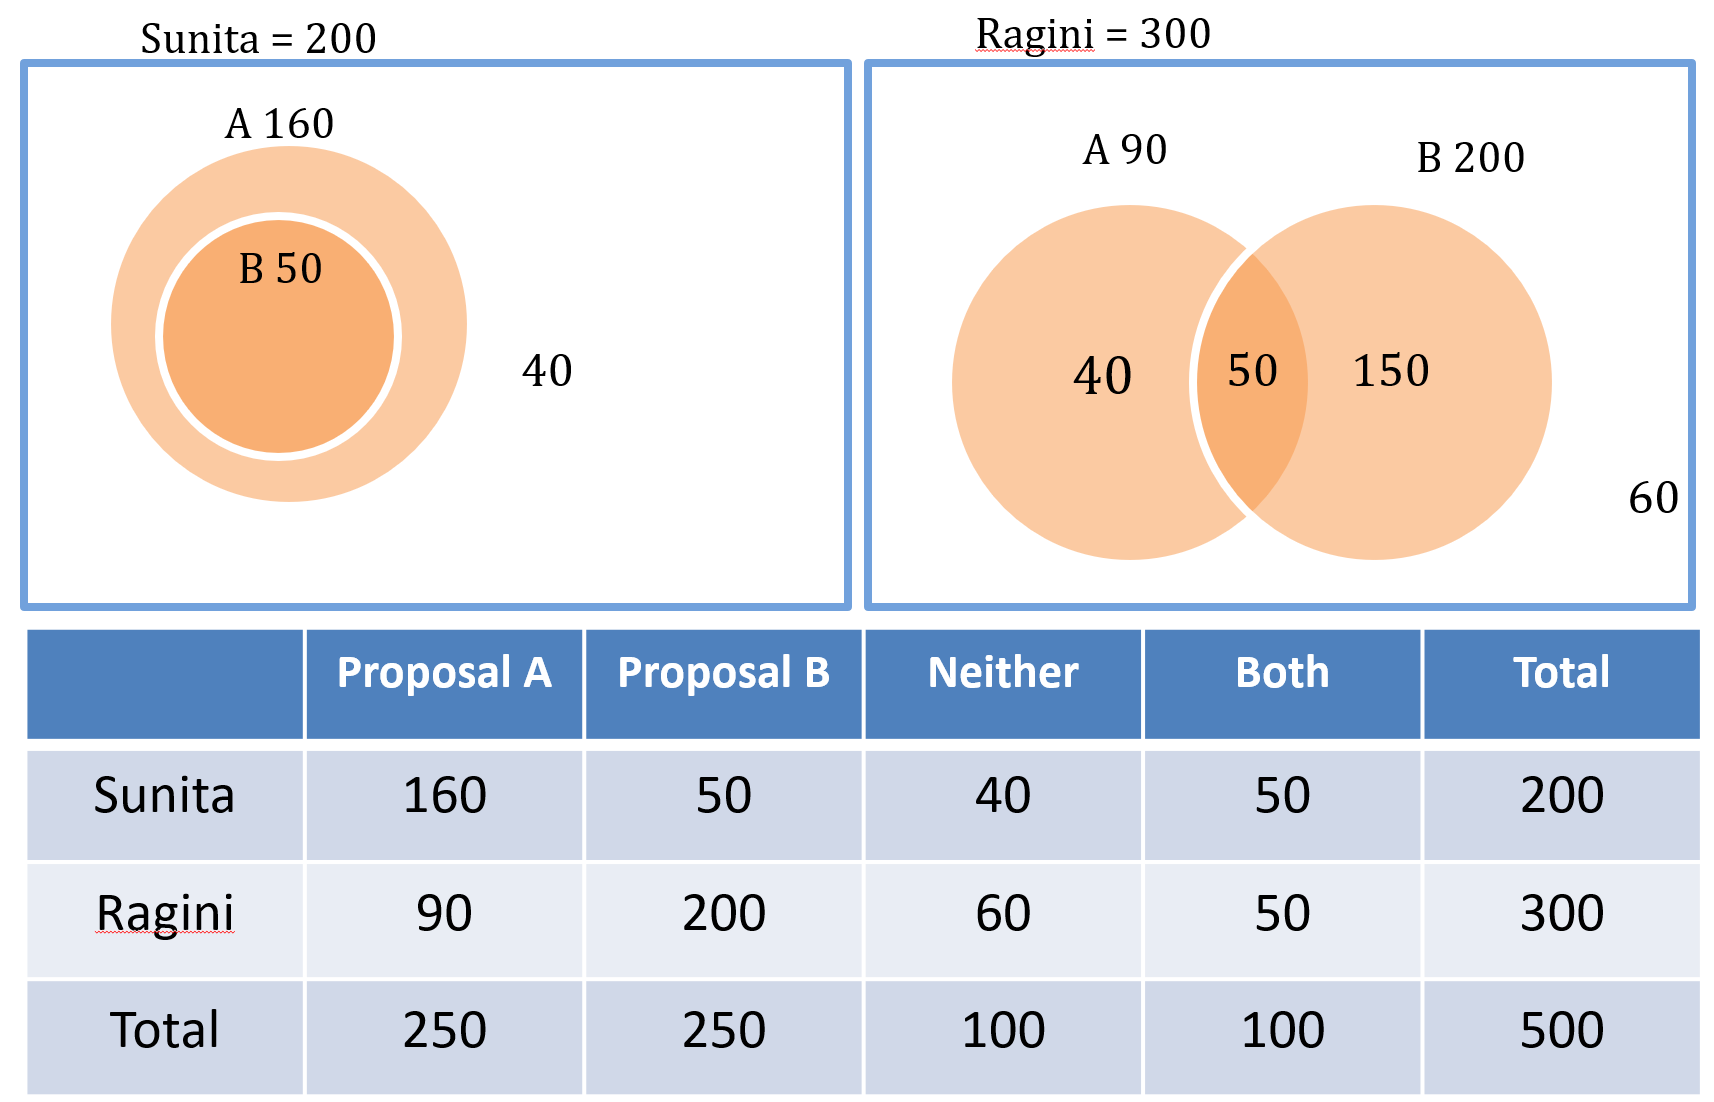 Sunita = 200
A 160
B 50
40
Ragini = 300
A 90
B 200
40
50
150
60
Proposal A Proposal B Neither Both Total
Sunita 160 50 40 50 200
Ragini 90 200 60 50 300
Total 250 250 100 100 500